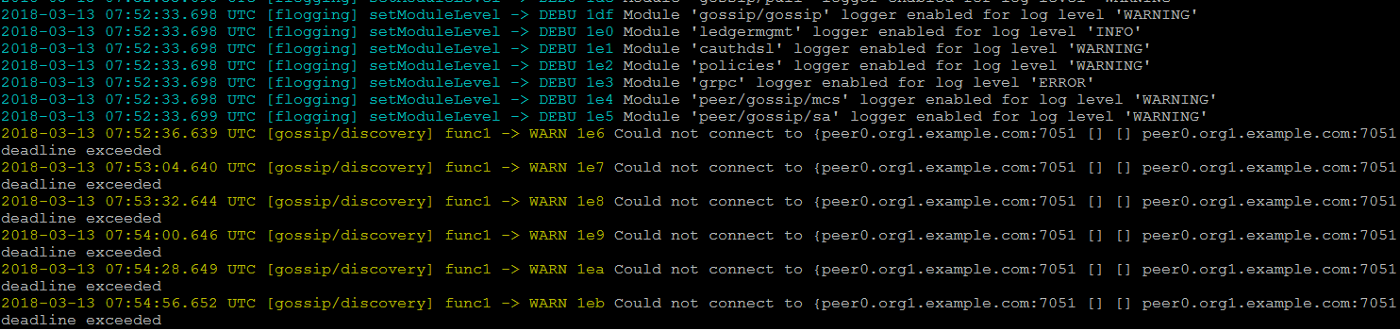 2018-03-13 07:52:33.698 UTC [flogging] setModuleLevel -> DEBU 1de Module 'gossip/pull' logger enabled for log level 'WARNING'
2018-03-13 07:52:33.698 UTC [flogging] setModuleLevel -> DEBU 1df Module 'gossip/gossip' logger enabled for log level 'WARNING'
2018-03-13 07:52:33.698 UTC [flogging] setModuleLevel -> DEBU 1e0 Module 'ledgermgmt' logger enabled for log level 'INFO'
2018-03-13 07:52:33.698 UTC [flogging] setModuleLevel -> DEBU 1e1 Module 'cauthdsl' logger enabled for log level 'WARNING'
2018-03-13 07:52:33.698 UTC [flogging] setModuleLevel -> DEBU 1e2 Module 'policies' logger enabled for log level 'WARNING'
2018-03-13 07:52:33.698 UTC [flogging] setModuleLevel -> DEBU 1e3 Module 'grpc' logger enabled for log level 'ERROR'
2018-03-13 07:52:33.698 UTC [flogging] setModuleLevel -> DEBU 1e4 Module 'peer/gossip/mcs' logger enabled for log level 'WARNING'
2018-03-13 07:52:33.699 UTC [flogging] setModuleLevel -> DEBU 1e5 Module 'peer/gossip/sa' logger enabled for log level 'WARNING'
2018-03-13 07:52:36.639 UTC [gossip/discovery] func1 -> WARN 1e6 Could not connect to {peer0.org1.example.com:7051 [] [] peer0.org1.example.com:7051
deadline exceeded
2018-03-13 07:53:04.640 UTC [gossip/discovery] func1 -> WARN 1e7 Could not connect to {peer0.org1.example.com:7051 [] [] peer0.org1.example.com:7051
deadline exceeded
2018-03-13 07:53:32.644 UTC [gossip/discovery] func1 -> WARN 1e8 Could not connect to {peer0.org1.example.com:7051 [] [] peer0.org1.example.com:7051
deadline exceeded
2018-03-13 07:54:00.646 UTC [gossip/discovery] func1 -> WARN 1e9 Could not connect to {peer0.org1.example.com:7051 [] [] peer0.org1.example.com:7051
deadline exceeded
2018-03-13 07:54:28.649 UTC [gossip/discovery] func1 -> WARN 1ea Could not connect to {peer0.org1.example.com:7051 [] [] peer0.org1.example.com:7051
deadline exceeded
2018-03-13 07:54:56.652 UTC [gossip/discovery] func1 -> WARN 1eb Could not connect to {peer0.org1.example.com:7051 [] [] peer0.org1.example.com:7051
deadline exceeded